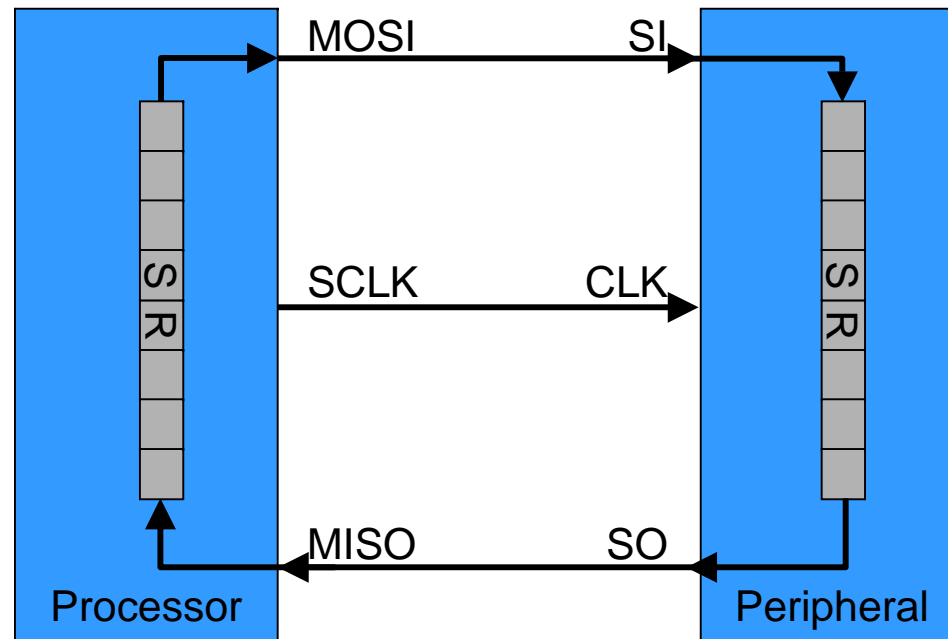 MOSI SI
S R
S R
SCLK CLK
MISO SO
Processor
Peripheral